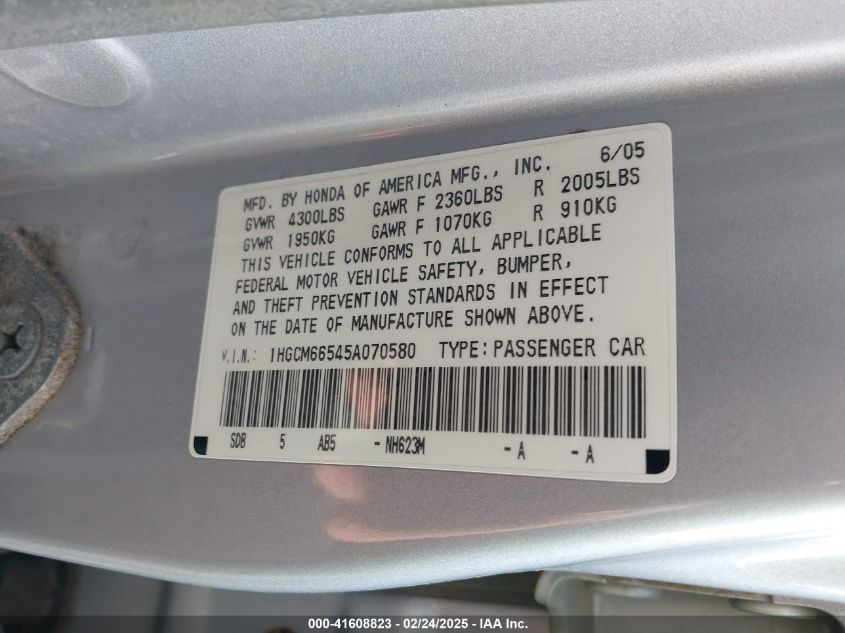 MFD. BY HONDA OF AMERICA MFG., INC. 6/05
GVWR 4300LBS GAWR F 2360LBS R 2005LBS
GVWR 1950KG GAWR F 1070KG R 910KG
THIS VEHICLE CONFORMS TO ALL APPLICABLE
FEDERAL MOTOR VEHICLE SAFETY, BUMPER,
AND THEFT PREVENTION STANDARDS IN EFFECT
ON THE DATE OF MANUFACTURE SHOWN ABOVE.
V.I.N.: 1HGCM66545A070580 TYPE: PASSENGER CAR
SDB 5 AB5 -NH623M -A -A
000-41608823 / 02/24/2025 - IAA Inc.